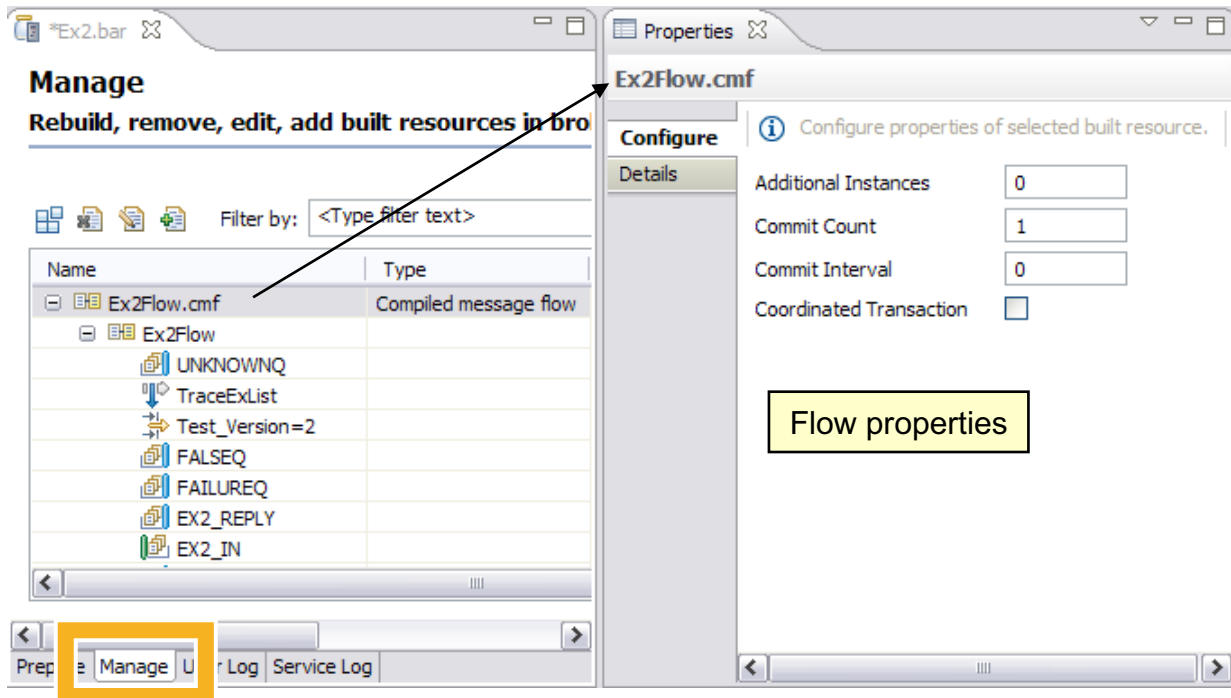 *Ex2.bar
Manage
Rebuild, remove, edit, add built resources in bro
Filter by: <Type filter text>
Name Type
Ex2Flow.cmf Compiled message flow
Ex2Flow
UNKNOWNQ
TraceExList
Test_Version=2
FALSEQ
FAILUREQ
EX2_REPLY
EX2_IN
Manage Log Service Log
Properties
Ex2Flow.cmf
Configure
Details
Configure properties of selected built resource.
Additional Instances 0
Commit Count 1
Commit Interval 0
Coordinated Transaction
Flow properties